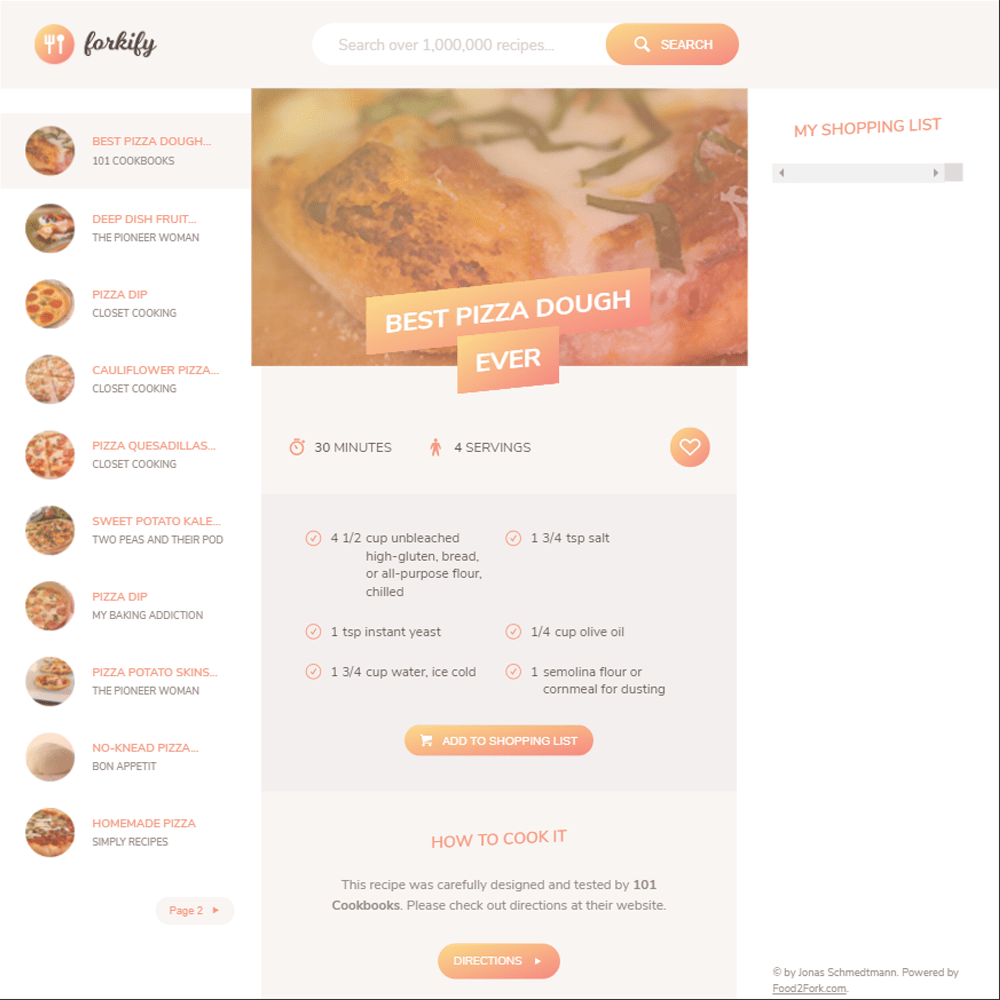 forkify
Search over 1,000,000 recipes...
SEARCH
BEST PIZZA DOUGH...
101 COOKBOOKS
DEEP DISH FRUIT...
THE PIONEER WOMAN
PIZZA DIP
CLOSET COOKING
CAULIFLOWER PIZZA...
CLOSET COOKING
PIZZA QUESADILLAS...
CLOSET COOKING
SWEET POTATO KALE...
TWO PEAS AND THEIR POD
PIZZA DIP
MY BAKING ADDICTION
PIZZA POTATO SKINS...
THE PIONEER WOMAN
NO-KNEAD PIZZA...
BON APPETIT
HOMEMADE PIZZA
SIMPLY RECIPES
Page 2
BEST PIZZA DOUGH
EVER
30 MINUTES
4 SERVINGS
4 1/2 cup unbleached
high-gluten, bread,
or all-purpose flour,
chilled
1 3/4 tsp salt
1 tsp instant yeast
1/4 cup olive oil
1 3/4 cup water, ice cold
1 semolina flour or
cornmeal for dusting
ADD TO SHOPPING LIST
HOW TO COOK IT
This recipe was carefully designed and tested by 101
Cookbooks. Please check out directions at their website.
DIRECTIONS
MY SHOPPING LIST
© by Jonas Schmedtmann. Powered by
Food2Fork.com.